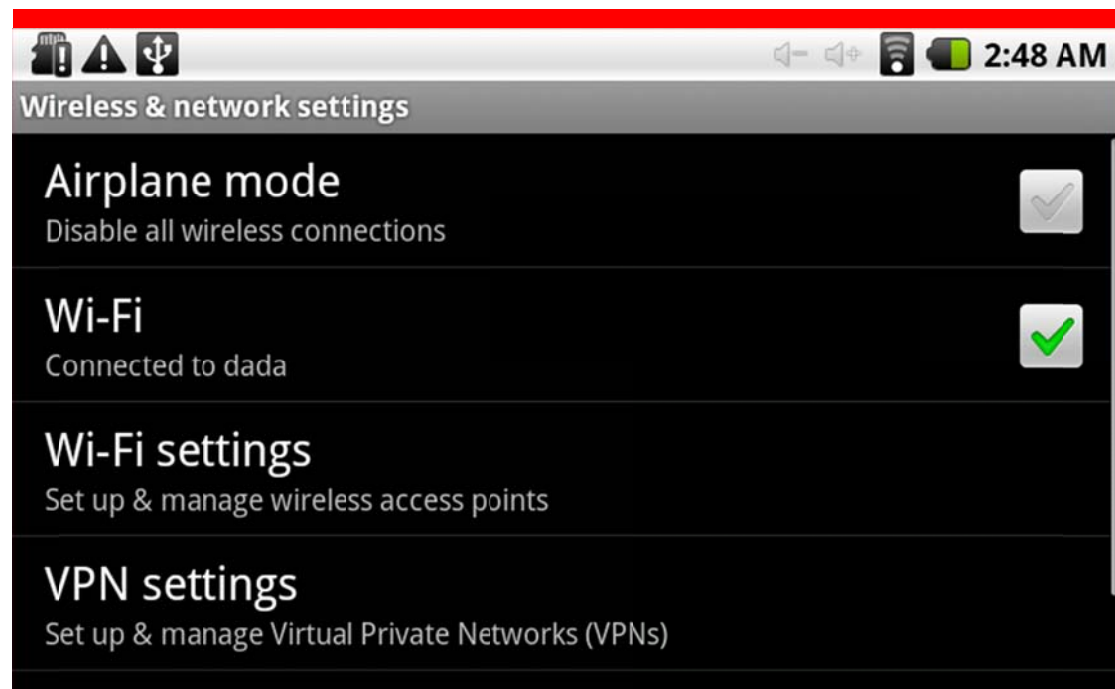 2:48 AM
Wireless & network settings
Airplane mode
Disable all wireless connections
Wi-Fi
Connected to dada
Wi-Fi settings
Set up & manage wireless access points
VPN settings
Set up & manage Virtual Private Networks (VPNs)